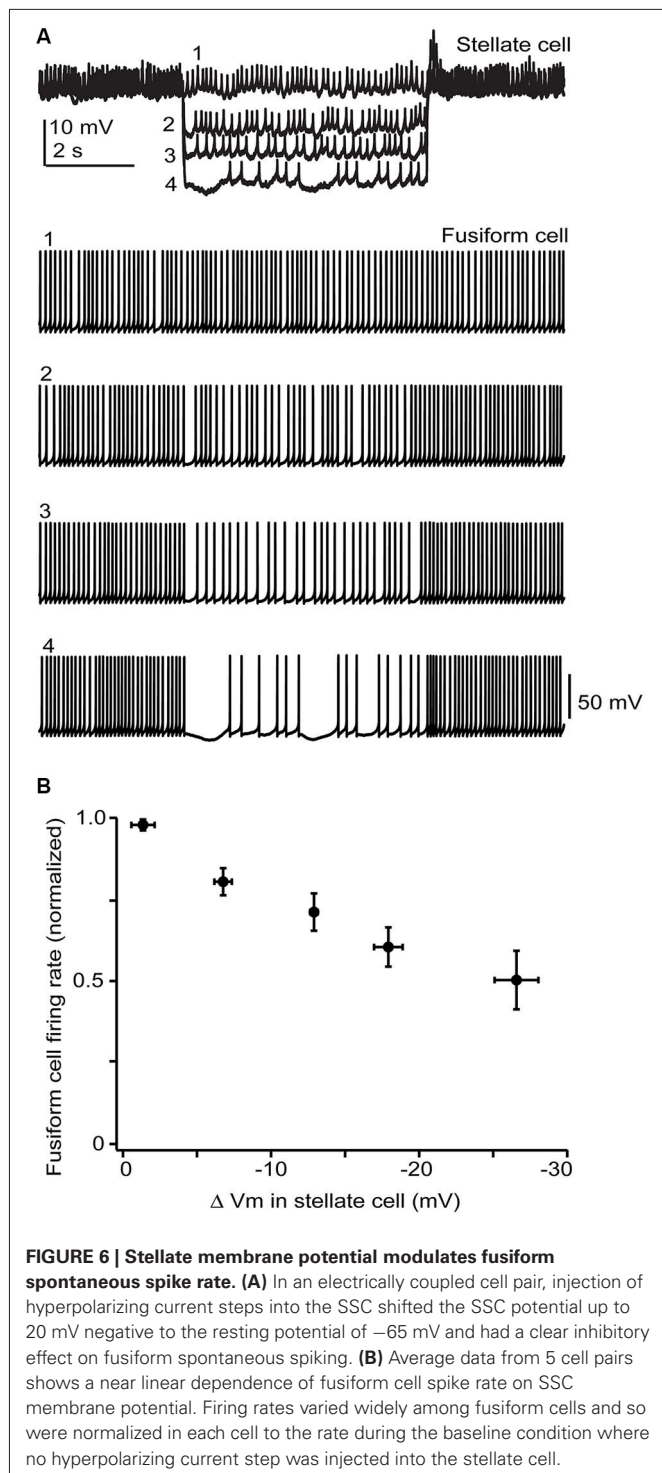 A
1
Stellate cell
10 mV
2 s
2
3
4
1
Fusiform cell
2
3
4
50 mV
B
Fusiform cell firing rate (normalized)
1.0
0.5
0
0
-10
-20
-30
Δ Vm in stellate cell (mV)
FIGURE 6 | Stellate membrane potential modulates fusiform
spontaneous spike rate. (A) In an electrically coupled cell pair, injection of
hyperpolarizing current steps into the SSC shifted the SSC potential up to
20 mV negative to the resting potential of −65 mV and had a clear inhibitory
effect on fusiform spontaneous spiking. (B) Average data from 5 cell pairs
shows a near linear dependence of fusiform cell spike rate on SSC
membrane potential. Firing rates varied widely among fusiform cells and so
were normalized in each cell to the rate during the baseline condition where
no hyperpolarizing current step was injected into the stellate cell.